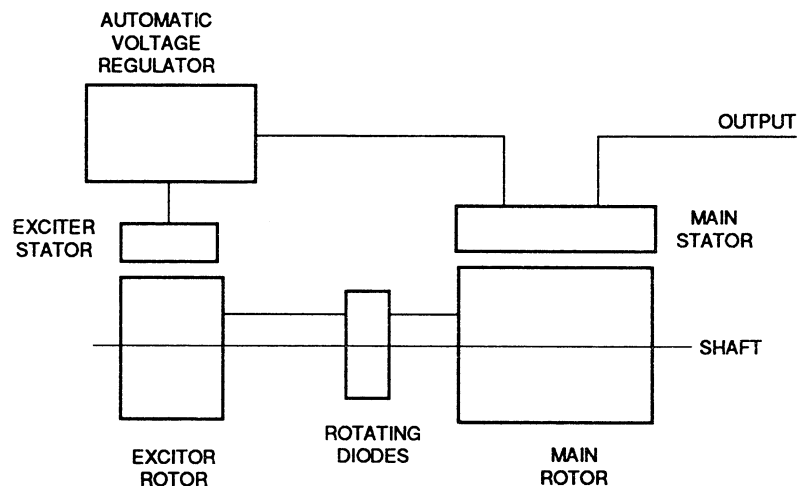 AUTOMATIC
VOLTAGE
REGULATOR
OUTPUT
EXCITER
STATOR
MAIN
STATOR
SHAFT
ROTATING
DIODES
EXCITOR
ROTOR
MAIN
ROTOR